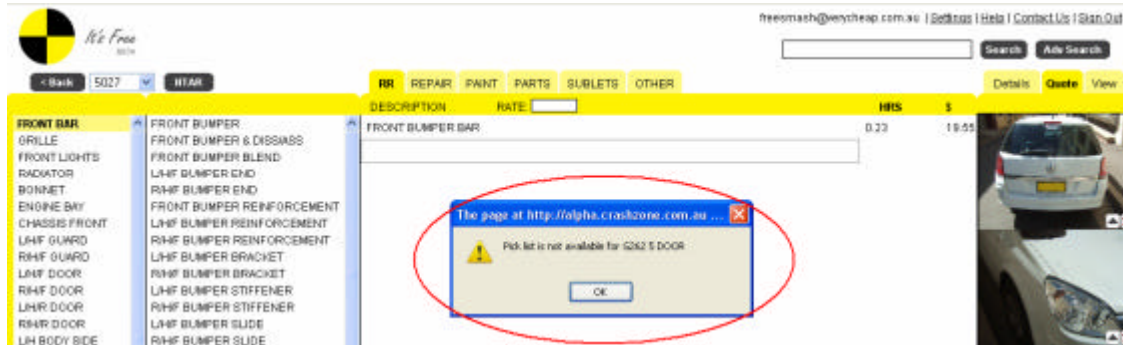 freesmash@verycheap.com.au | Settings | Help | Contact Us | Sign Out
It's Free
BETA
Search Adv Search
< Back 5027 HTAR RR REPAIR PAINT PARTS SUBLETS OTHER Details Quote View
DESCRIPTION RATE HRS $
FRONT BAR FRONT BUMPER FRONT BUMPER BAR 0.23 19.55
GRILLE FRONT BUMPER & DISS/ASS
FRONT LIGHTS FRONT BUMPER BLEND
RADIATOR L/H/F BUMPER END
BONNET R/H/F BUMPER END
ENGINE BAY FRONT BUMPER REINFORCEMENT
CHASSIS FRONT L/H/F BUMPER REINFORCEMENT The page at http://alpha.crashzone.com.au ...
L/H/F GUARD R/H/F BUMPER REINFORCEMENT
R/H/F GUARD L/H/F BUMPER BRACKET Pick list is not available for G262 5 DOOR
L/H/F DOOR R/H/F BUMPER BRACKET
R/H/F DOOR L/H/F BUMPER STIFFENER OK
L/H/R DOOR R/H/F BUMPER STIFFENER
R/H/R DOOR L/H/F BUMPER SLIDE
L/H BODY SIDE R/H/F BUMPER SLIDE